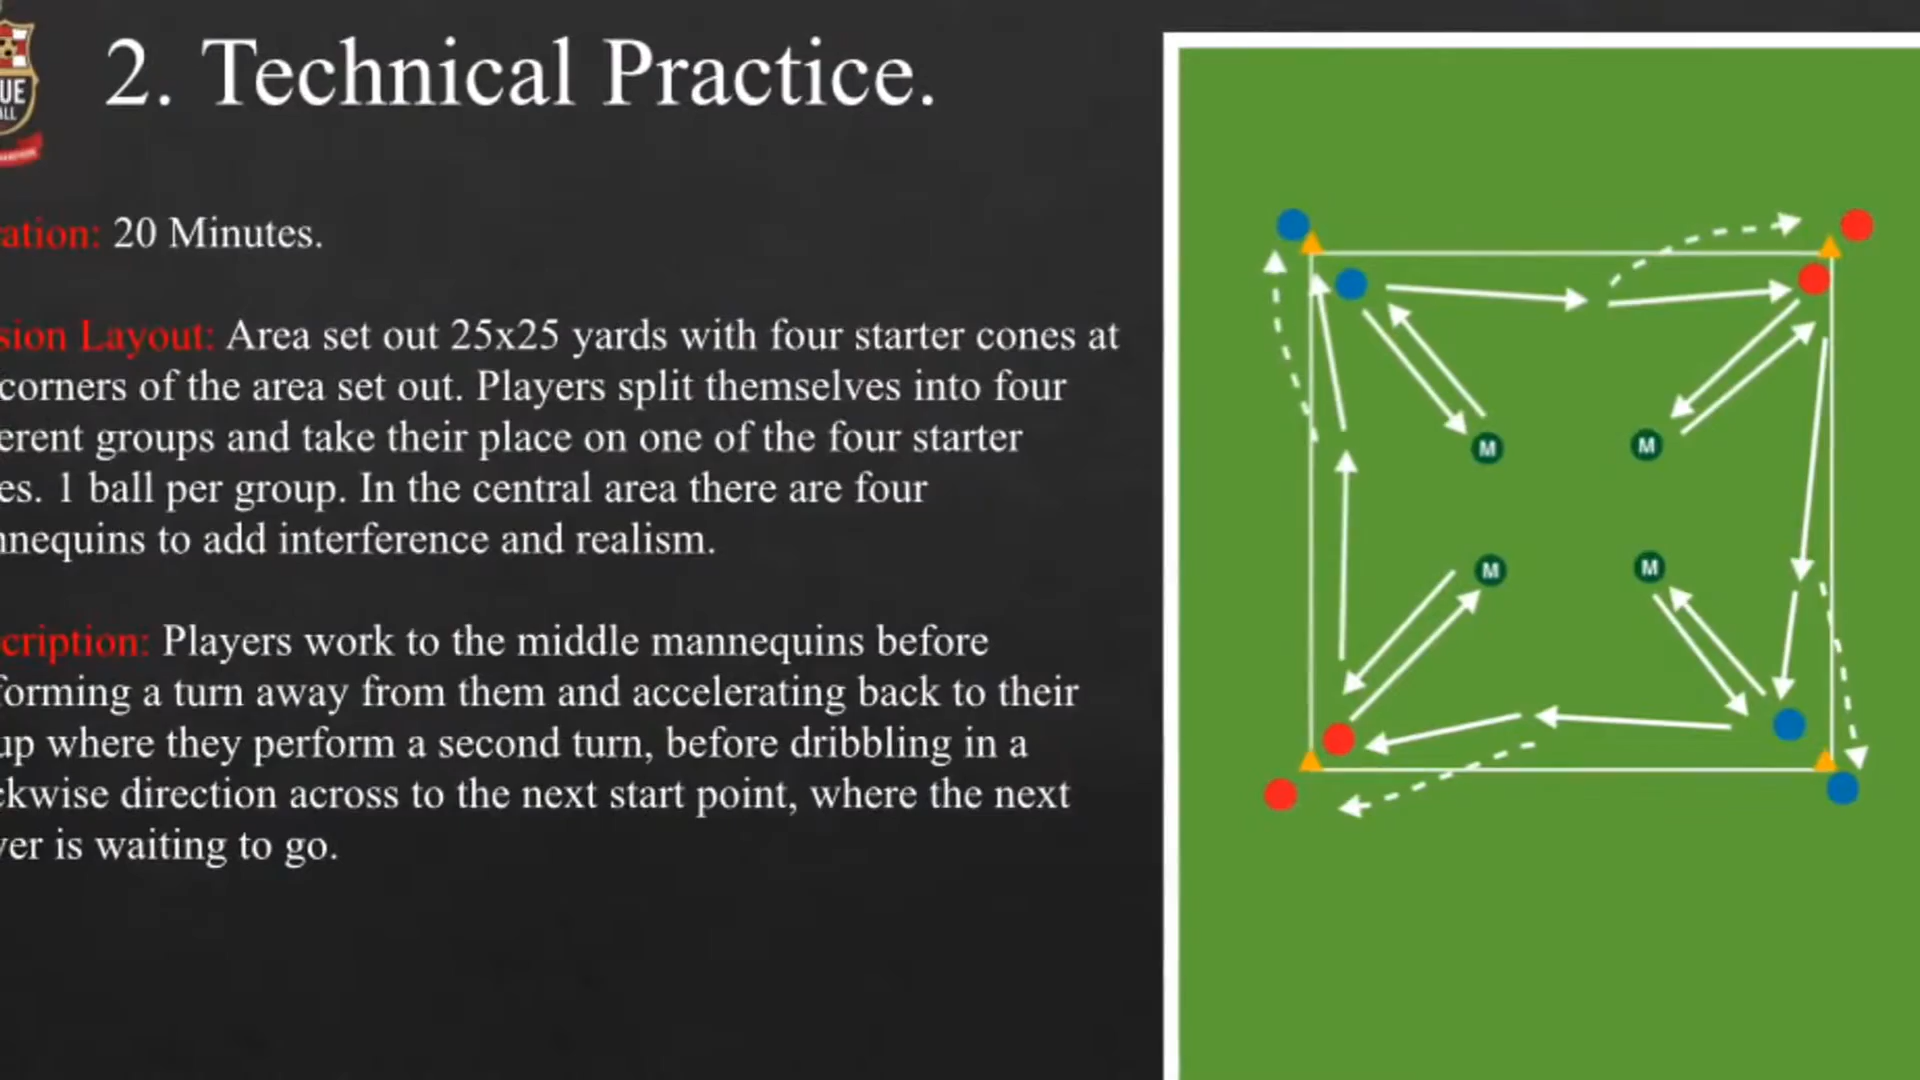 UE
ALL
2. Technical Practice.
ation: 20 Minutes.
sion Layout: Area set out 25x25 yards with four starter cones at
corners of the area set out. Players split themselves into four
erent groups and take their place on one of the four starter
es. 1 ball per group. In the central area there are four
nnequins to add interference and realism.
cription: Players work to the middle mannequins before
forming a turn away from them and accelerating back to their
up where they perform a second turn, before dribbling in a
ckwise direction across to the next start point, where the next
yer is waiting to go.
M
M
M
M